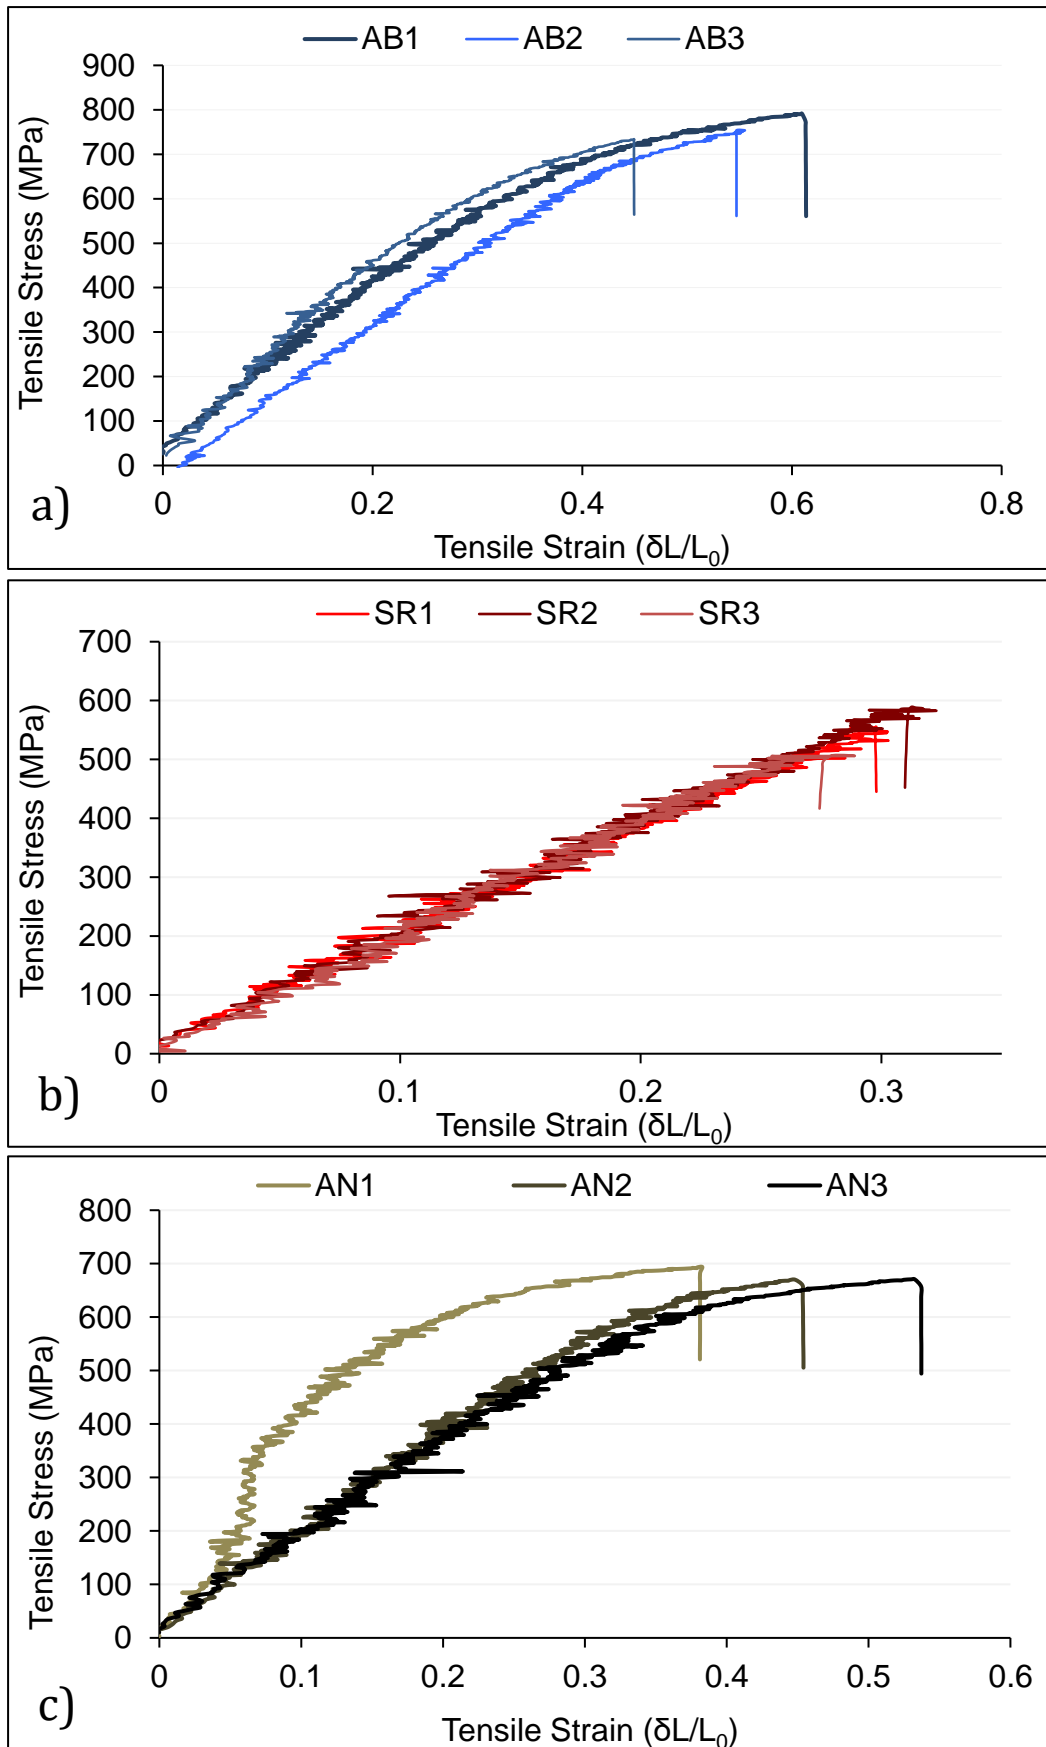 AB1 AB2 AB3
900
800
700
600
500
400
300
200
100
0
Tensile Stress (MPa)
0 0.2 0.4 0.6 0.8
Tensile Strain (δL/L₀)
a)
SR1 SR2 SR3
700
600
500
400
300
200
100
0
Tensile Stress (MPa)
0 0.1 0.2 0.3
Tensile Strain (δL/L₀)
b)
AN1 AN2 AN3
800
700
600
500
400
300
200
100
0
Tensile Stress (MPa)
0 0.1 0.2 0.3 0.4 0.5 0.6
Tensile Strain (δL/L₀)
c)